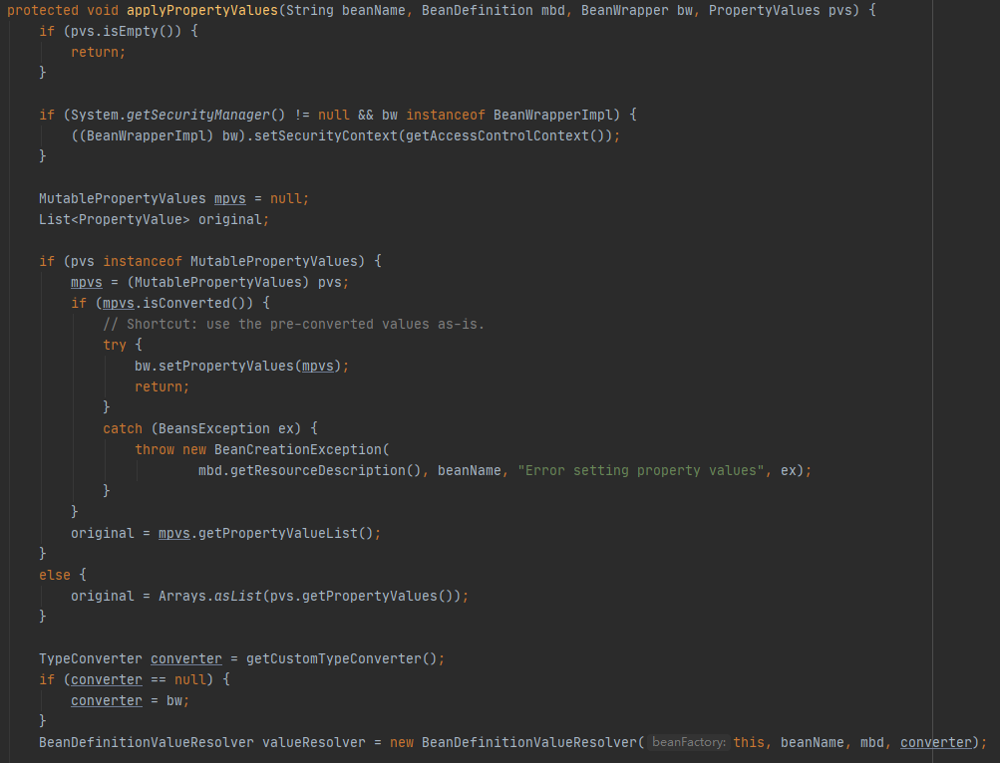 protected void applyPropertyValues(String beanName, BeanDefinition mbd, BeanWrapper bw, PropertyValues pvs) {
    if (pvs.isEmpty()) {
        return;
    }

    if (System.getSecurityManager() != null && bw instanceof BeanWrapperImpl) {
        ((BeanWrapperImpl) bw).setSecurityContext(getAccessControlContext());
    }

    MutablePropertyValues mpvs = null;
    List<PropertyValue> original;

    if (pvs instanceof MutablePropertyValues) {
        mpvs = (MutablePropertyValues) pvs;
        if (mpvs.isConverted()) {
            // Shortcut: use the pre-converted values as-is.
            try {
                bw.setPropertyValues(mpvs);
                return;
            }
            catch (BeansException ex) {
                throw new BeanCreationException(
                        mbd.getResourceDescription(), beanName, "Error setting property values", ex);
            }
        }
        original = mpvs.getPropertyValueList();
    }
    else {
        original = Arrays.asList(pvs.getPropertyValues());
    }

    TypeConverter converter = getCustomTypeConverter();
    if (converter == null) {
        converter = bw;
    }
    BeanDefinitionValueResolver valueResolver = new BeanDefinitionValueResolver( beanFactory: this, beanName, mbd, converter);